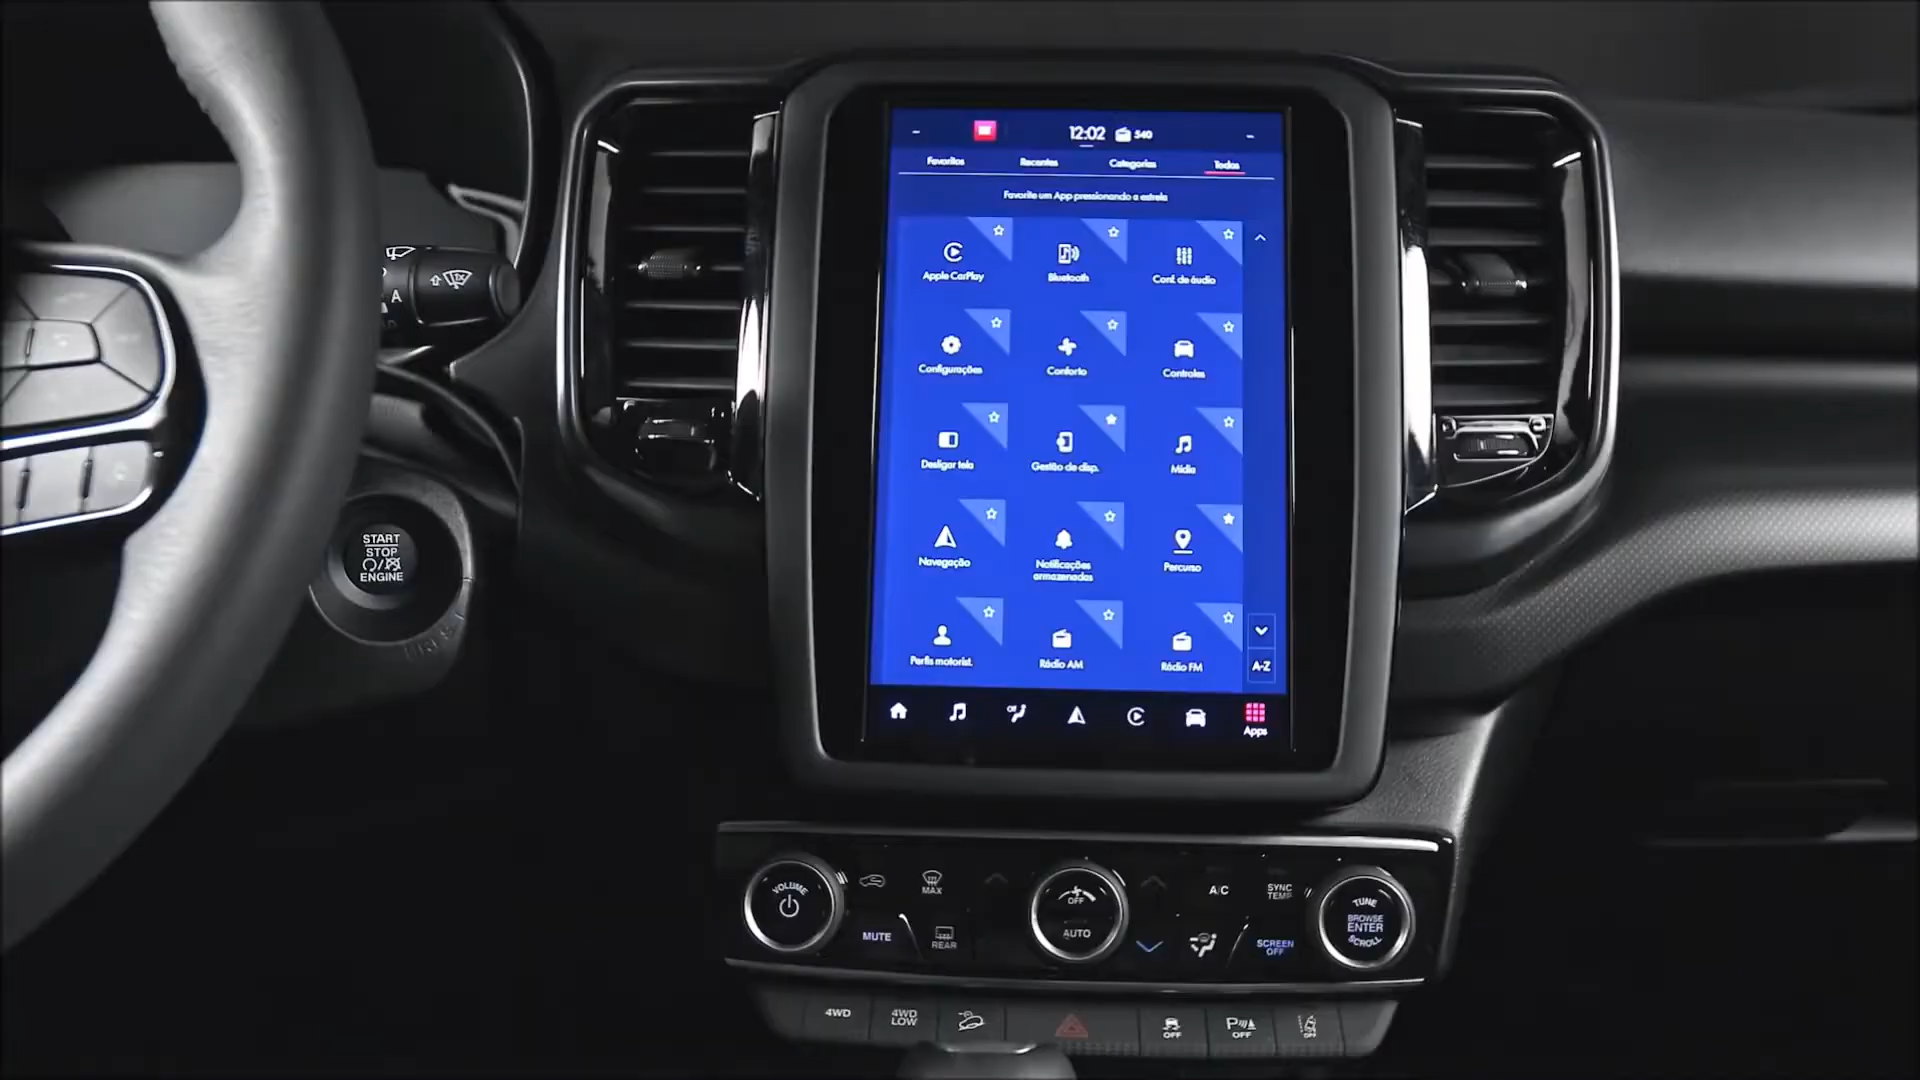 12:02 540
Favoritos Recentes Categorias Todos
Favorite um App pressionando a estrela
Apple CarPlay Bluetooth Conf. de áudio
Configurações Conforto Controles
Desligar tela Gestão de disp. Mídia
Navegação Notificações armazenadas Percurso
Perfis motorist. Rádio AM Rádio FM
A-Z
Apps
A
1x
START
STOP
ENGINE
VOLUME
MAX
MUTE
REAR
OFF
AUTO
A/C
SYNC
TEMP
SCREEN
OFF
TUNE
BROWSE
ENTER
SCROLL
4WD
4WD
LOW
OFF
P OFF
OFF